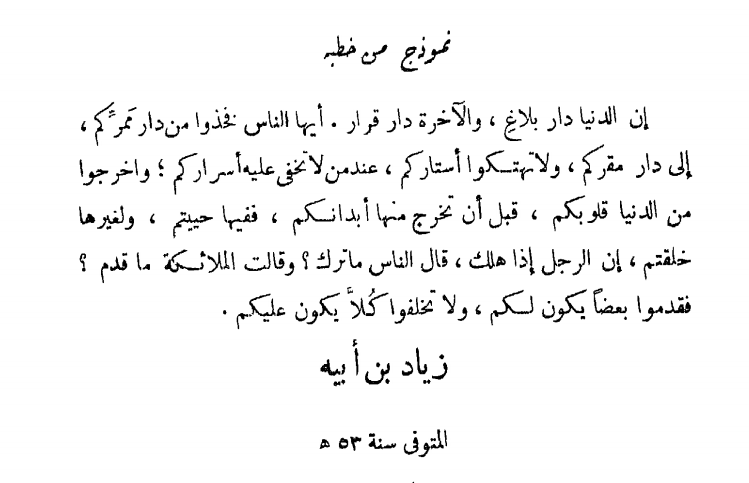 نموذج من خطبه
إن الدنيا دار بلاغٍ ، والآخرة دار قرار . أيها الناس فخذوا من دار ممرِّكم ،
إلى دار مقركم ، ولا تهتكوا أستاركم ، عند من لا تخفى عليه أسراركم ؛ واخرجوا
من الدنيا قلوبكم ، قبل أن تخرج منها أبدانكم ، ففيها حييتم ، ولغيرها
خلقتم ، إن الرجل إذا هلك ، قال الناس ما ترك ؟ وقالت الملائكة ما قدم ؟
فقدموا بعضاً يكون لكم ، ولا تخلفوا كُلاًّ يكون عليكم .
زياد بن أبيه
المتوفى سنة ٥٣ ه